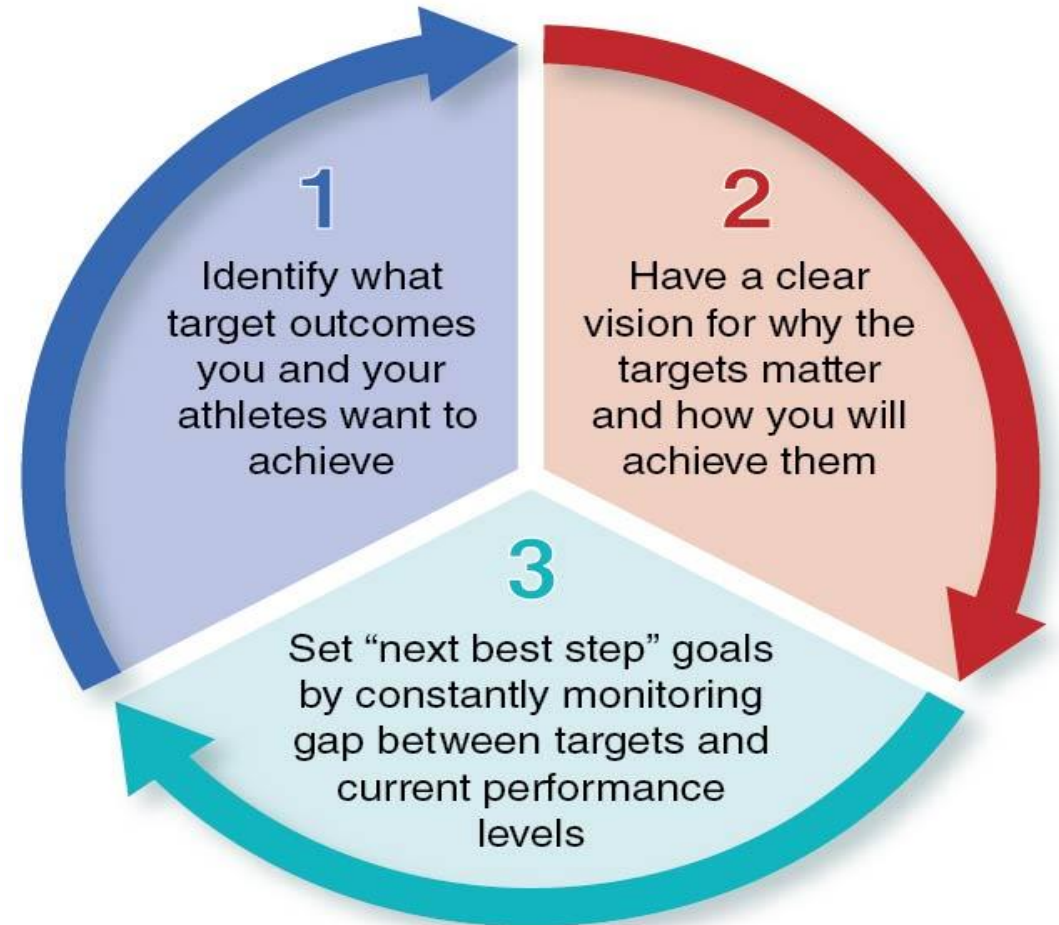 1
Identify what
target outcomes
you and your
athletes want to
achieve
2
Have a clear
vision for why the
targets matter
and how you will
achieve them
3
Set “next best step” goals
by constantly monitoring
gap between targets and
current performance
levels